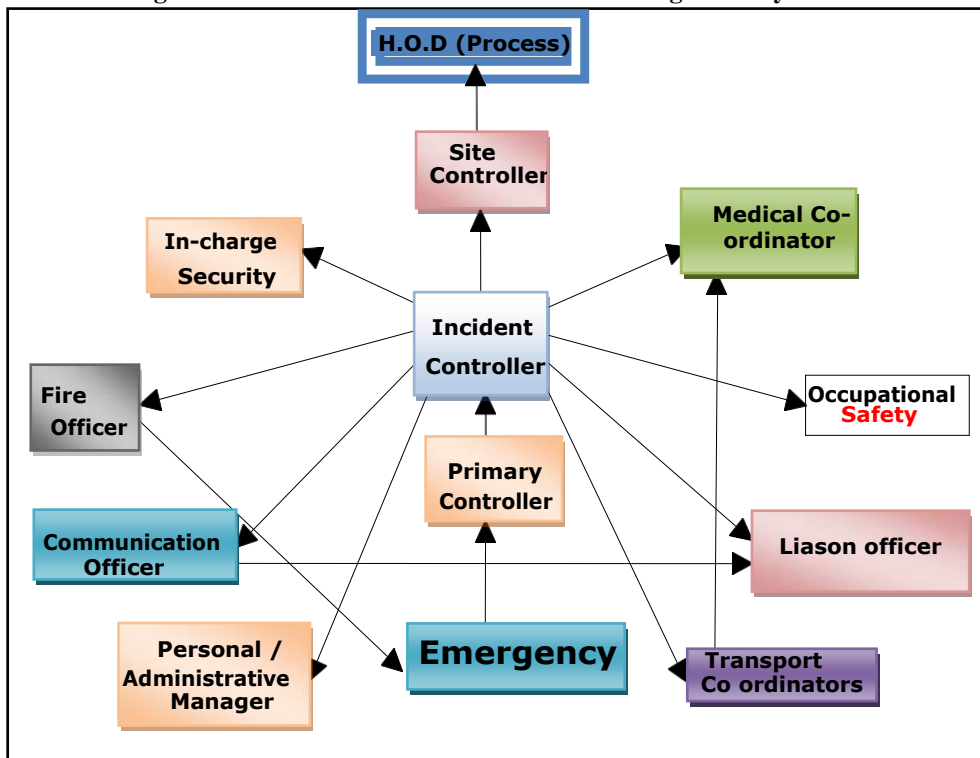 H.O.D (Process)
Site
Controller
Medical Co-
ordinator
In-charge
Security
Incident
Controller
Fire
Officer
Occupational
Safety
Primary
Controller
Communication
Officer
Liason officer
Personal /
Administrative
Manager
Emergency
Transport
Co ordinators